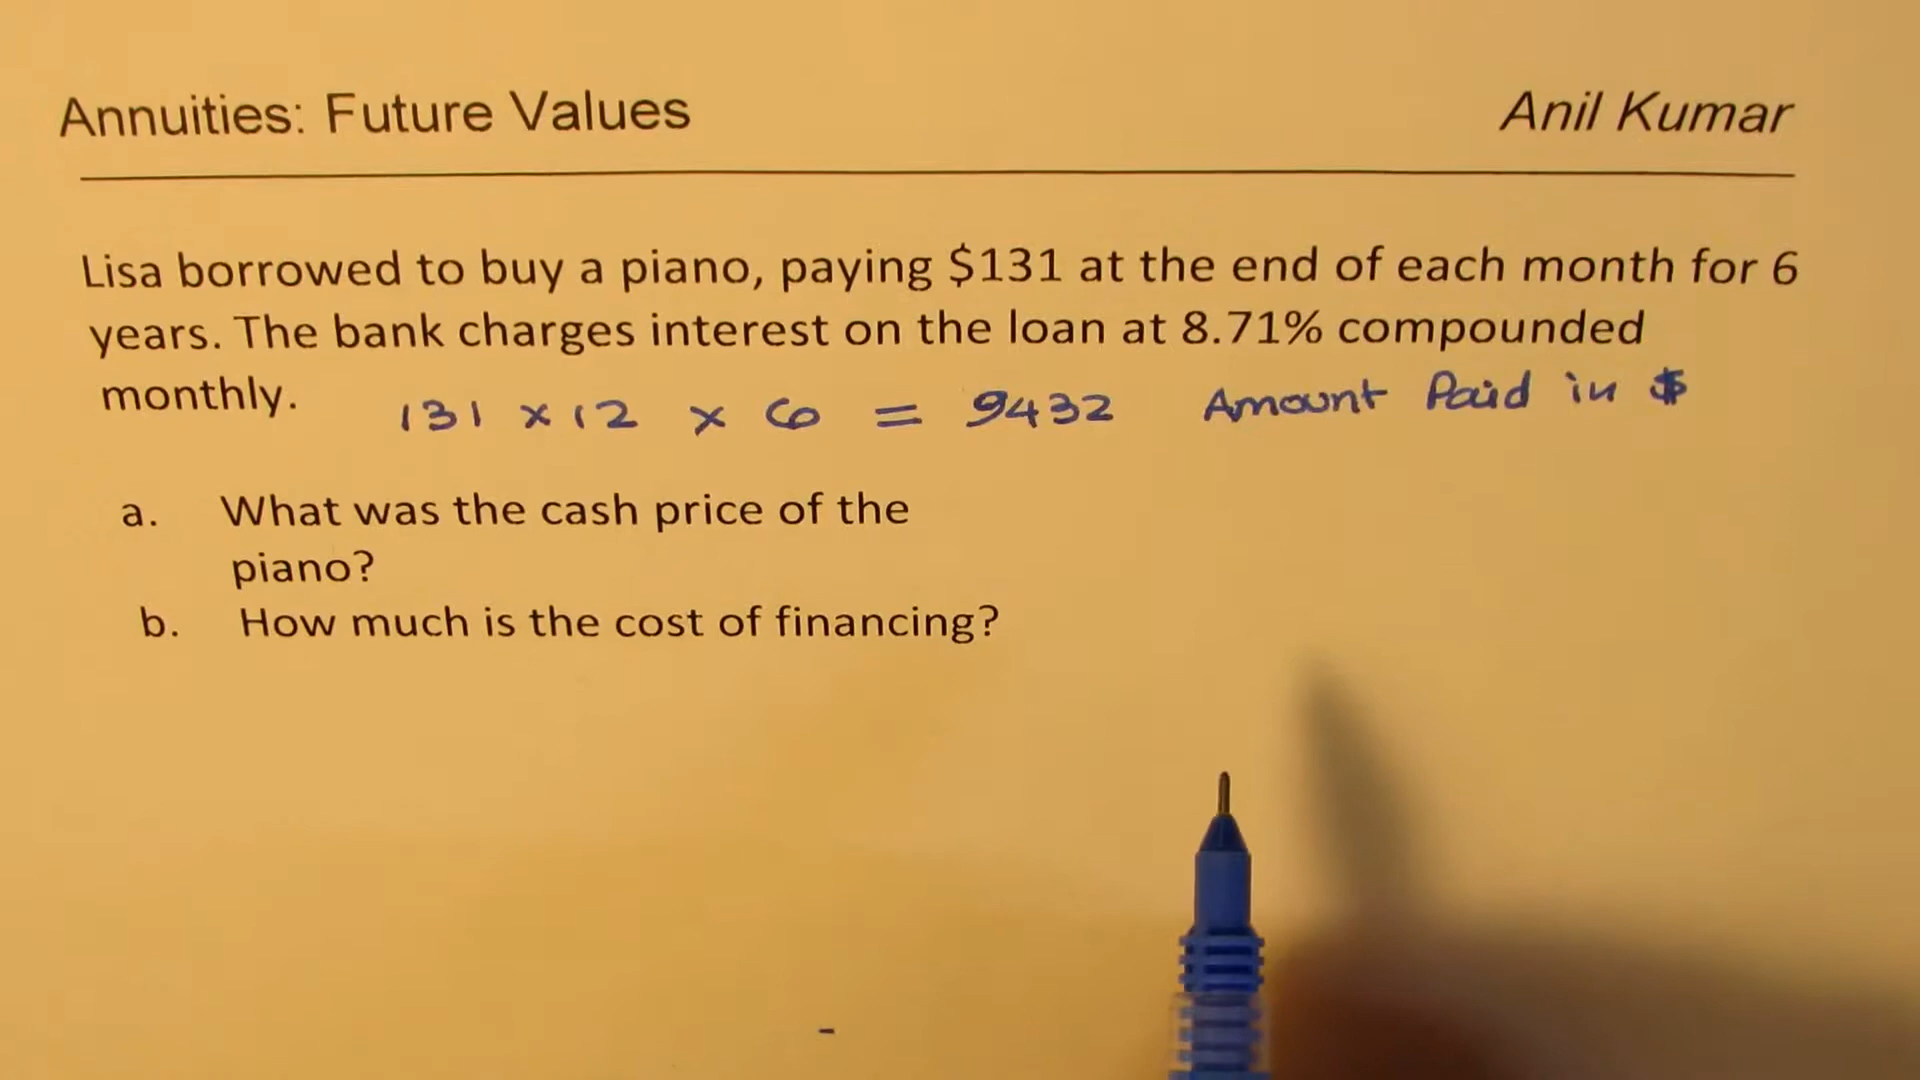 Annuities: Future Values Anil Kumar
Lisa borrowed to buy a piano, paying $131 at the end of each month for 6
years. The bank charges interest on the loan at 8.71% compounded
monthly. 131 × 12 × 6 = 9432 Amount Paid in $
a. What was the cash price of the
piano?
b. How much is the cost of financing?